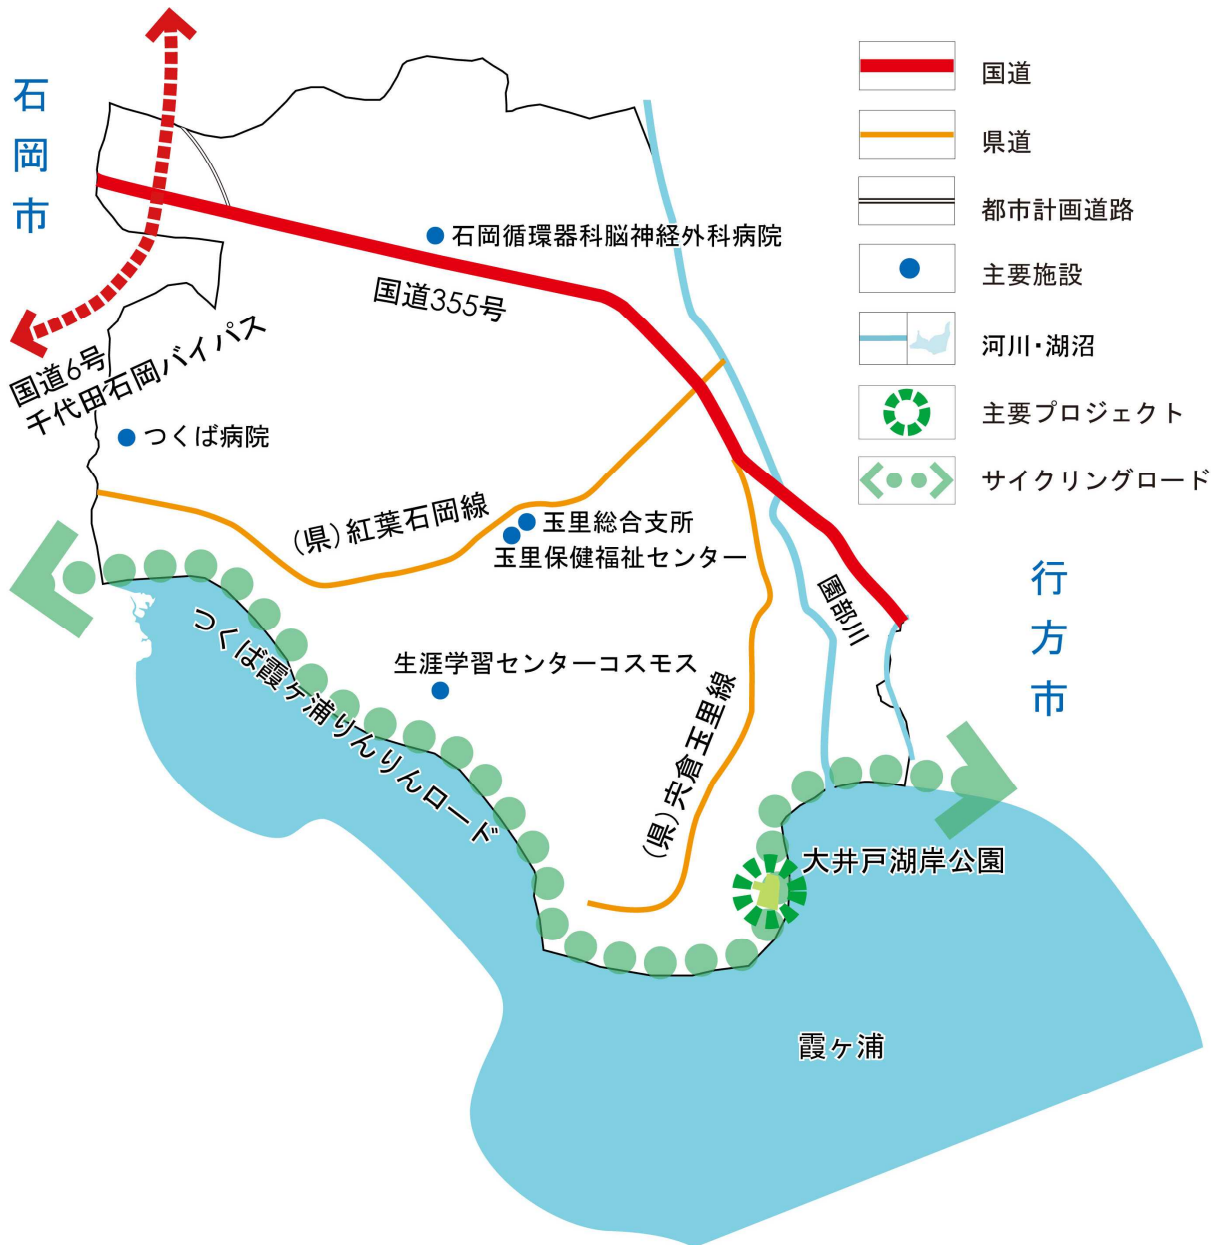 石岡市
国道
県道
都市計画道路
主要施設
河川・湖沼
主要プロジェクト
サイクリングロード
石岡循環器科脳神経外科病院
国道355号
国道6号
千代田石岡バイパス
つくば病院
(県)紅葉石岡線
玉里総合支所
玉里保健福祉センター
園部川
行方市
つくば霞ヶ浦りんりんロード
生涯学習センターコスモス
(県)宍倉玉里線
大井戸湖岸公園
霞ヶ浦